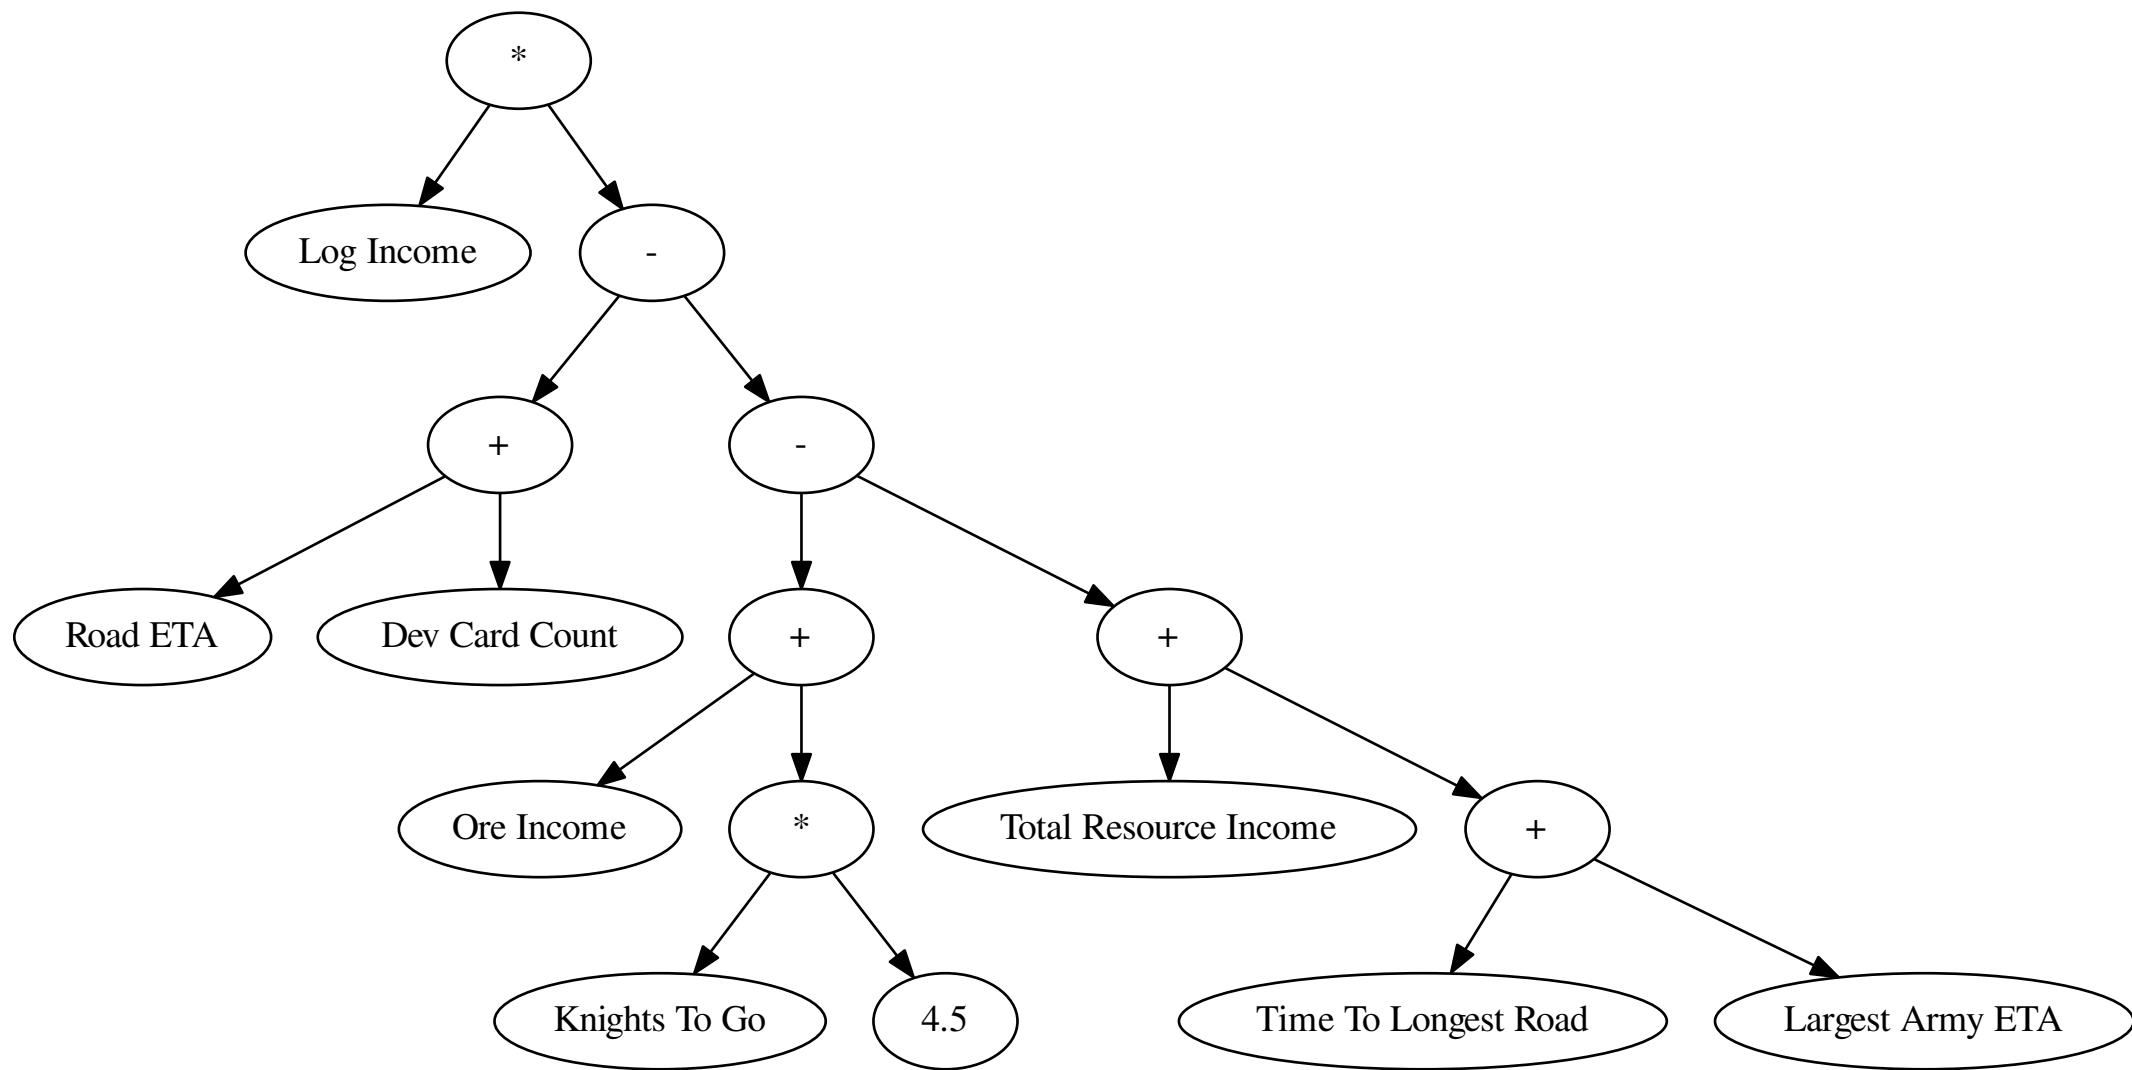 *
Log Income
-
+
-
Road ETA
Dev Card Count
+
+
Ore Income
*
Total Resource Income
+
Knights To Go
4.5
Time To Longest Road
Largest Army ETA